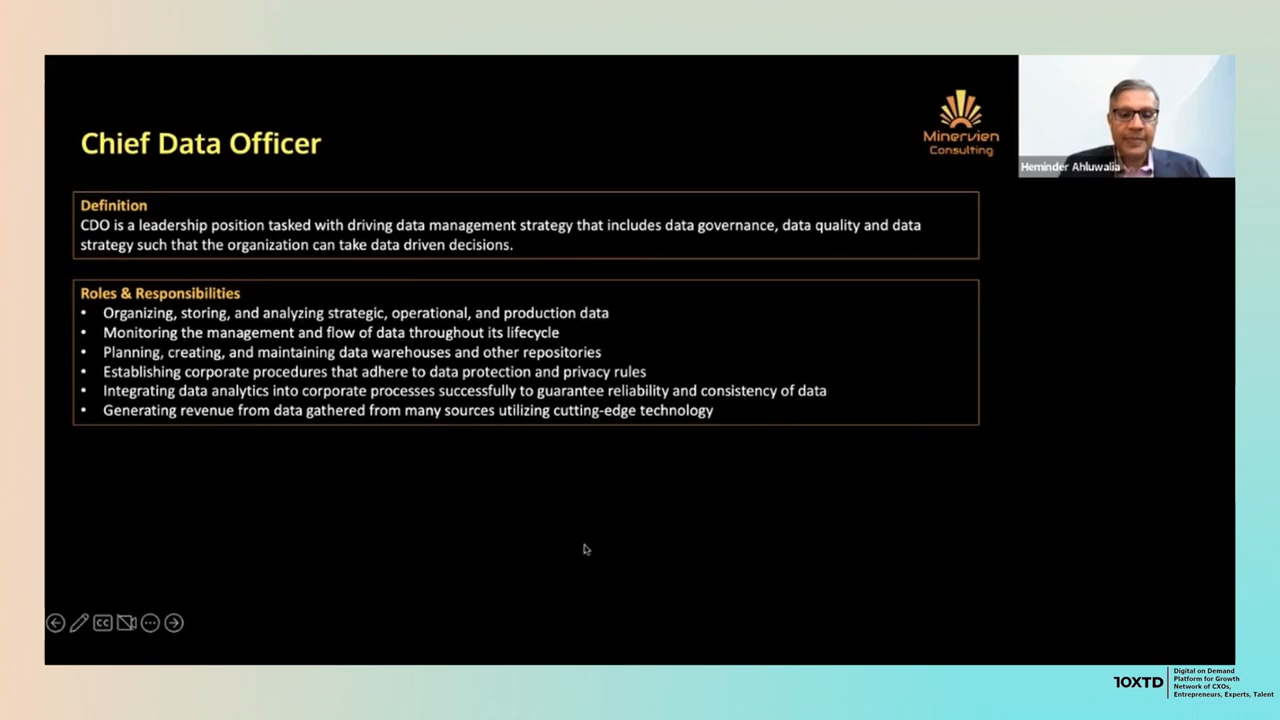 Chief Data Officer
Minervien
Consulting
Heminder Ahluwalia
Definition
CDO is a leadership position tasked with driving data management strategy that includes data governance, data quality and data
strategy such that the organization can take data driven decisions.
Roles & Responsibilities
• Organizing, storing, and analyzing strategic, operational, and production data
• Monitoring the management and flow of data throughout its lifecycle
• Planning, creating, and maintaining data warehouses and other repositories
• Establishing corporate procedures that adhere to data protection and privacy rules
• Integrating data analytics into corporate processes successfully to guarantee reliability and consistency of data
• Generating revenue from data gathered from many sources utilizing cutting-edge technology
CC
10XTD
Digital on Demand
Platform for Growth
Network of CXOs,
Entrepreneurs, Experts, Talent